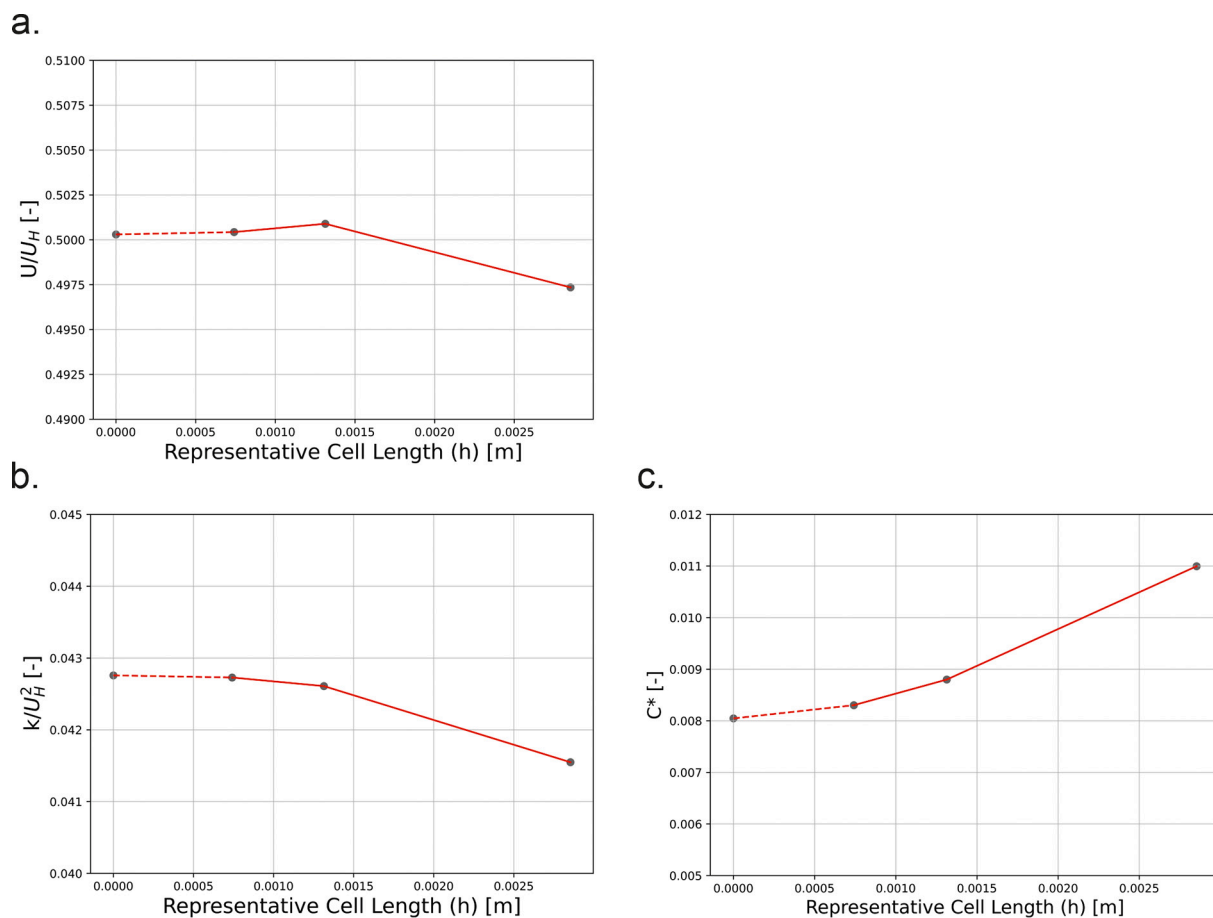 a.
0.5100
0.5075
0.5050
0.5025
0.5000
0.4975
0.4950
0.4925
0.4900
U/U_H [-]
0.0000 0.0005 0.0010 0.0015 0.0020 0.0025
Representative Cell Length (h) [m]
b.
0.045
0.044
0.043
0.042
0.041
0.040
k/U_H^2 [-]
0.0000 0.0005 0.0010 0.0015 0.0020 0.0025
Representative Cell Length (h) [m]
c.
0.012
0.011
0.010
0.009
0.008
0.007
0.006
0.005
C* [-]
0.0000 0.0005 0.0010 0.0015 0.0020 0.0025
Representative Cell Length (h) [m]